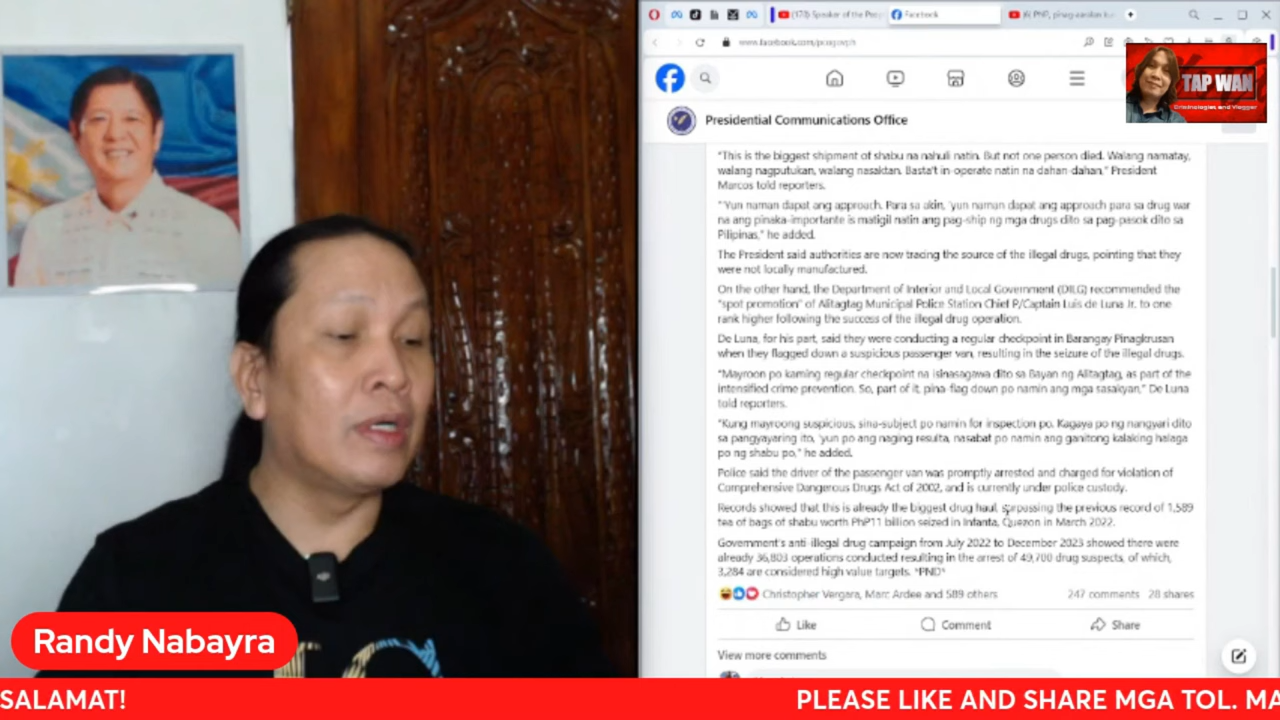 (170) Speaker of the Pres
Facebook
PNP, pinag-aaralan
www.facebook.com/pcogovph
TAP WAN
Criminologist and Vlogger
Presidential Communications Office
"This is the biggest shipment of shabu na nahuli natin. But not one person died. Walang namatay,
walang nagputukan, walang nasaktan. Basta't in-operate natin na dahan-dahan," President
Marcos told reporters.
"'Yun naman dapat ang approach. Para sa akin, 'yun naman dapat ang approach para sa drug war
na ang pinaka-importante is matigil natin ang pag-ship ng mga drugs dito sa pag-pasok dito sa
Pilipinas," he added.
The President said authorities are now tracing the source of the illegal drugs, pointing that they
were not locally manufactured.
On the other hand, the Department of Interior and Local Government (DILG) recommended the
"spot promotion" of Alitagtag Municipal Police Station Chief P/Captain Luis de Luna Jr. to one
rank higher following the success of the illegal drug operation.
De Luna, for his part, said they were conducting a regular checkpoint in Barangay Pinagkrusan
when they flagged down a suspicious passenger van, resulting in the seizure of the illegal drugs.
"Mayroon po kaming regular checkpoint na isinasagawa dito sa Bayan ng Alitagtag, as part of the
intensified crime prevention. So, part of it, pina-flag down po namin ang mga sasakyan," De Luna
told reporters.
"Kung mayroong suspicious, sina-subject po namin for inspection po. Kagaya po ng nangyari dito
sa pangyayaring ito, 'yun po ang naging resulta, nasabat po namin ang ganitong kalaking halaga
po ng shabu po," he added.
Police said the driver of the passenger van was promptly arrested and charged for violation of
Comprehensive Dangerous Drugs Act of 2002, and is currently under police custody.
Records showed that this is already the biggest drug haul, surpassing the previous record of 1,589
tea of bags of shabu worth PhP11 billion seized in Infanta, Quezon in March 2022.
Government's anti-illegal drug campaign from July 2022 to December 2023 showed there were
already 36,803 operations conducted resulting in the arrest of 49,700 drug suspects, of which,
3,284 are considered high value targets. *PND*
Christopher Vergara, Marc Ardee and 589 others 247 comments 28 shares
Like Comment Share
View more comments
Randy Nabayra
SALAMAT! PLEASE LIKE AND SHARE MGA TOL. MA